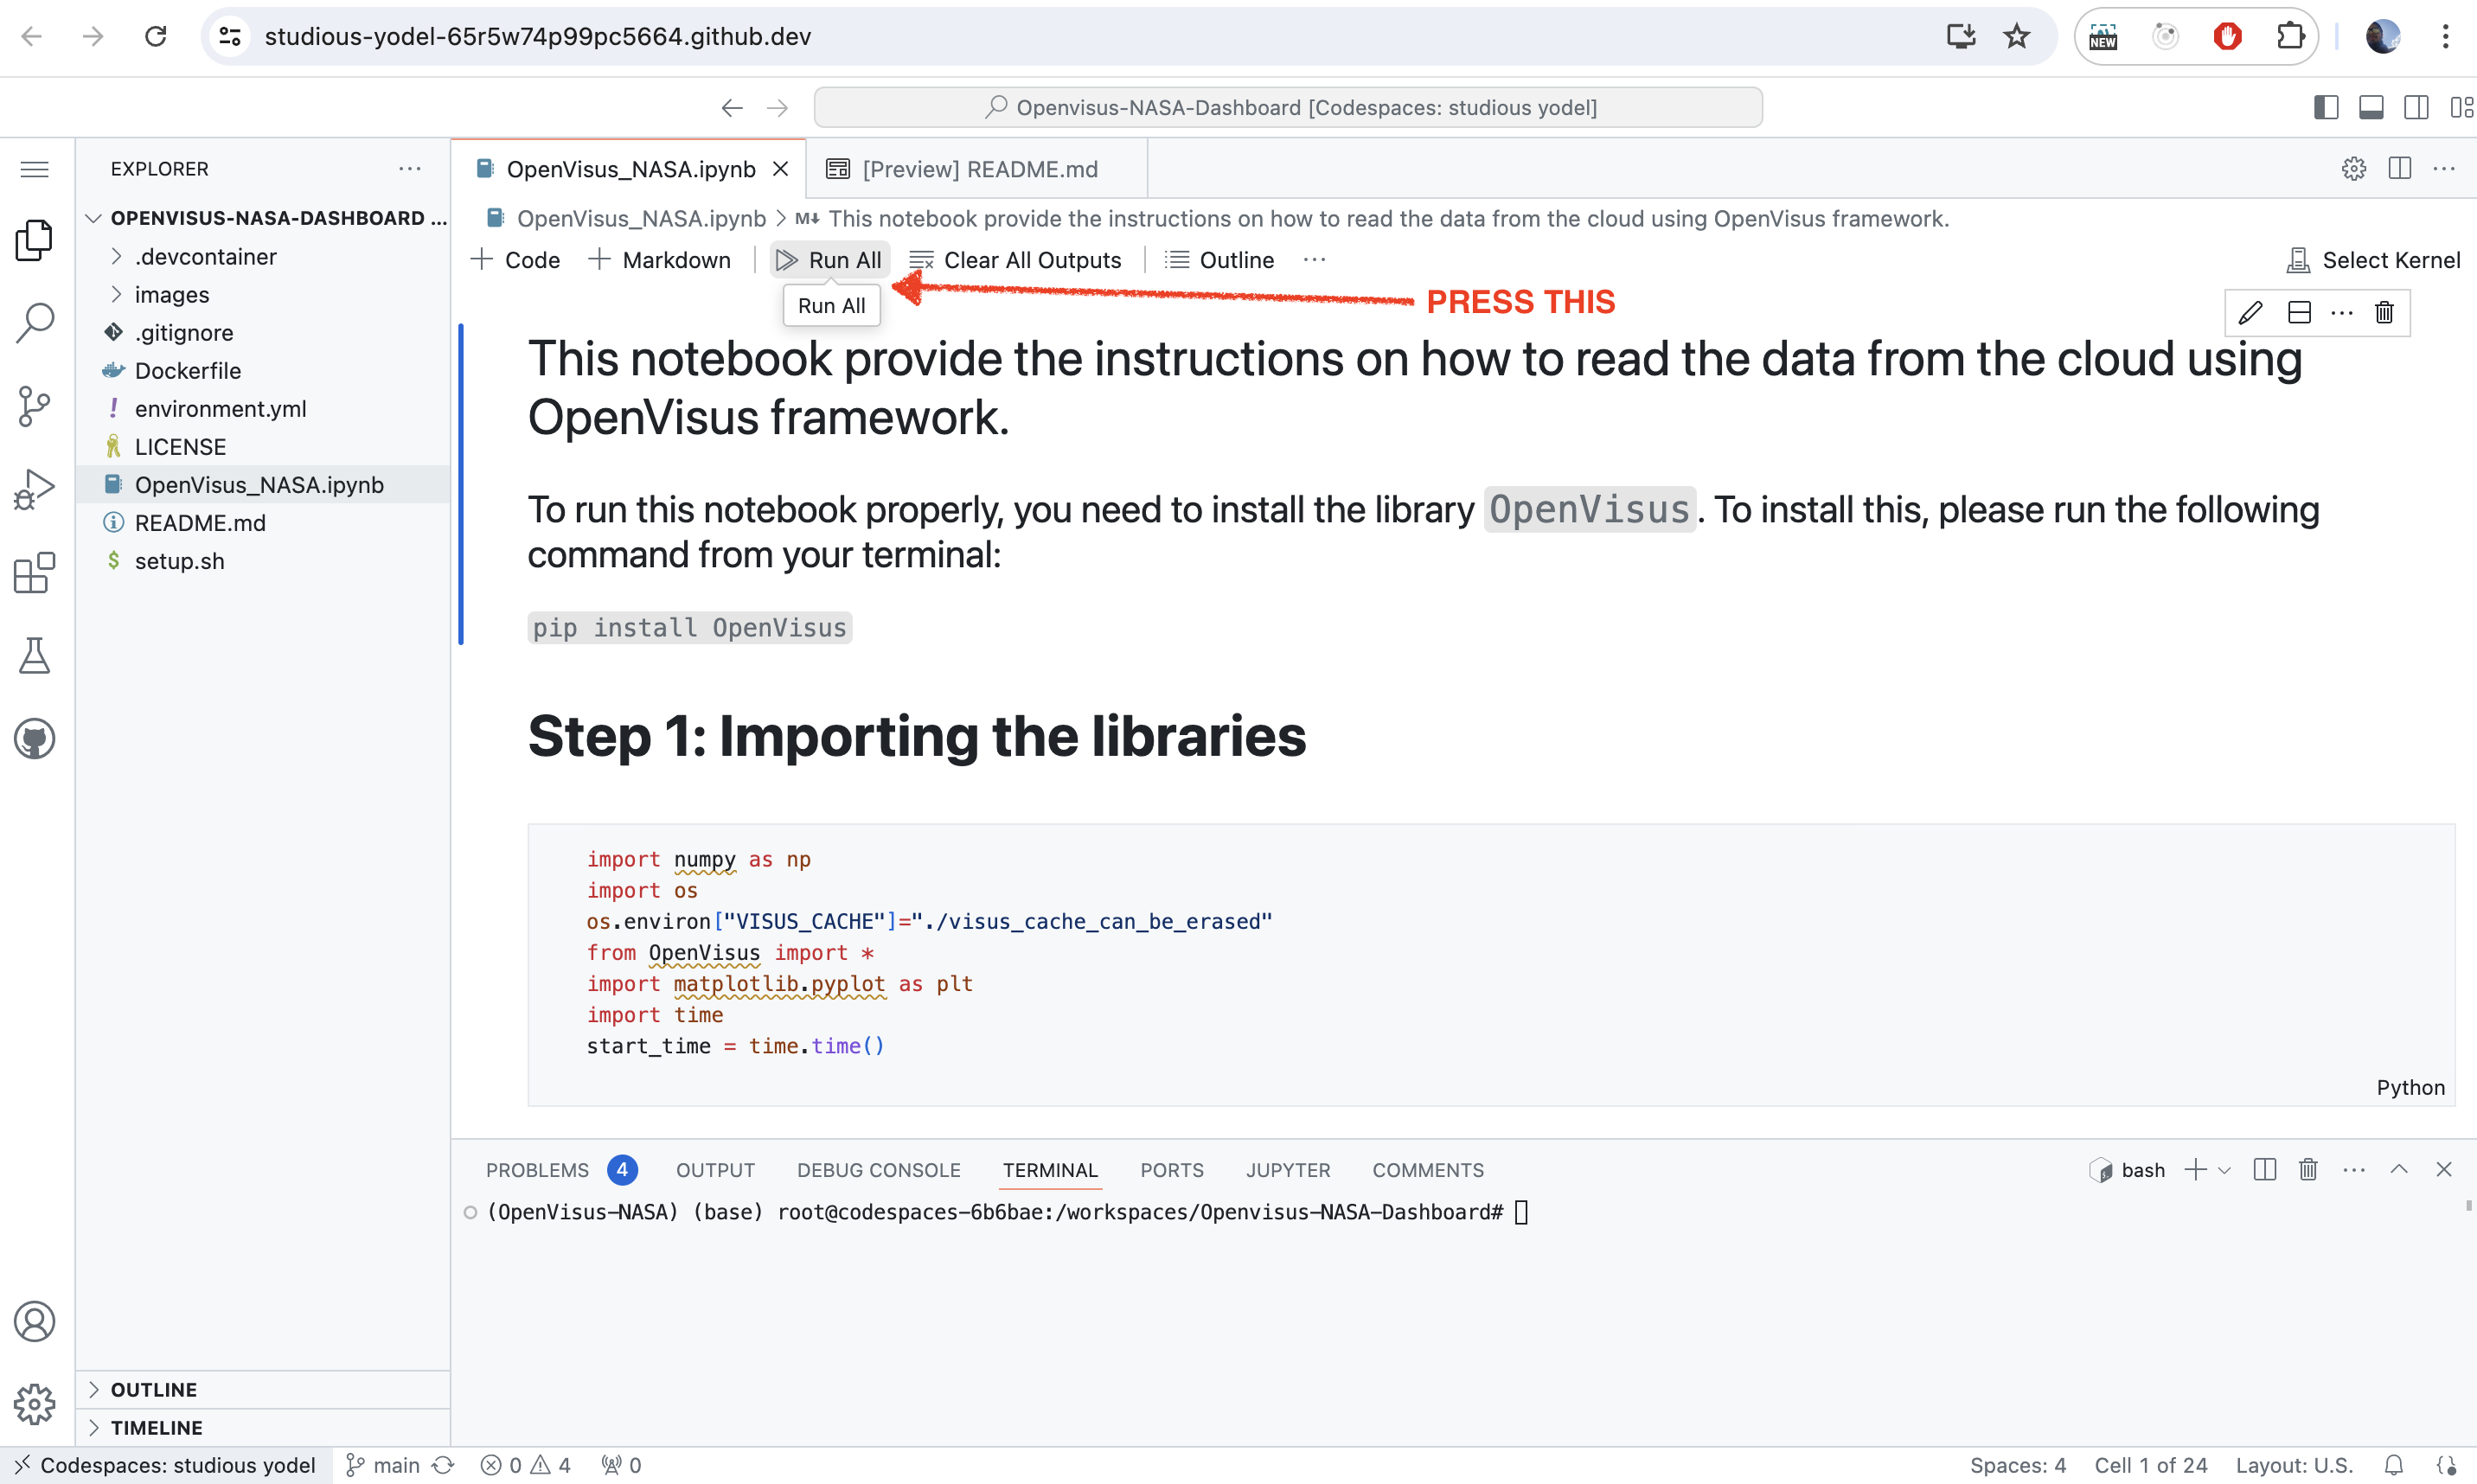 studious-yodel-65r5w74p99pc5664.github.dev
NEW
Openvisus-NASA-Dashboard [Codespaces: studious yodel]
EXPLORER
OPENVISUS-NASA-DASHBOARD ...
.devcontainer
images
.gitignore
Dockerfile
environment.yml
LICENSE
OpenVisus_NASA.ipynb
README.md
setup.sh
OUTLINE
TIMELINE
OpenVisus_NASA.ipynb
[Preview] README.md
OpenVisus_NASA.ipynb > M↓ This notebook provide the instructions on how to read the data from the cloud using OpenVisus framework.
+ Code + Markdown Run All Clear All Outputs Outline ... Select Kernel
Run All
PRESS THIS
This notebook provide the instructions on how to read the data from the cloud using
OpenVisus framework.
To run this notebook properly, you need to install the library OpenVisus. To install this, please run the following
command from your terminal:
pip install OpenVisus
Step 1: Importing the libraries
import numpy as np
import os
os.environ["VISUS_CACHE"]="./visus_cache_can_be_erased"
from OpenVisus import *
import matplotlib.pyplot as plt
import time
start_time = time.time()
Python
PROBLEMS 4 OUTPUT DEBUG CONSOLE TERMINAL PORTS JUPYTER COMMENTS
bash
(OpenVisus-NASA) (base) root@codespaces-6b6bae:/workspaces/Openvisus-NASA-Dashboard#
Codespaces: studious yodel main 0 4 0
Spaces: 4 Cell 1 of 24 Layout: U.S.